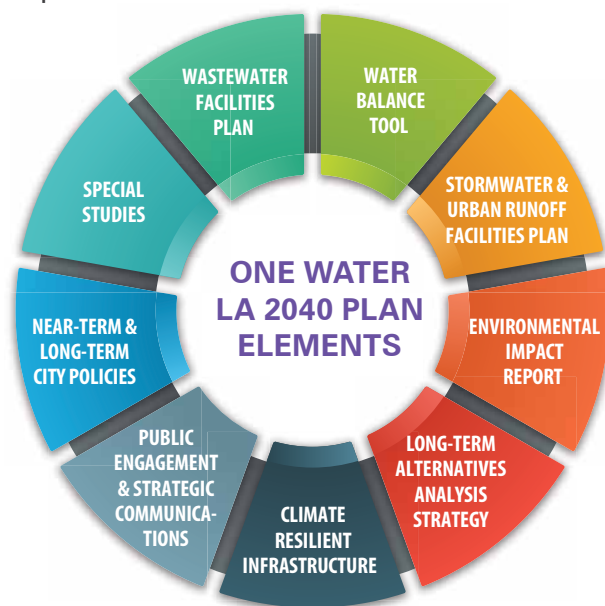 WASTEWATER
FACILITIES
PLAN
WATER
BALANCE
TOOL
STORMWATER &
URBAN RUNOFF
FACILITIES PLAN
ENVIRONMENTAL
IMPACT
REPORT
LONG-TERM
ALTERNATIVES
ANALYSIS
STRATEGY
CLIMATE
RESILIENT
INFRASTRUCTURE
PUBLIC
ENGAGEMENT
& STRATEGIC
COMMUNICA-
TIONS
NEAR-TERM &
LONG-TERM
CITY POLICIES
SPECIAL
STUDIES
ONE WATER
LA 2040 PLAN
ELEMENTS